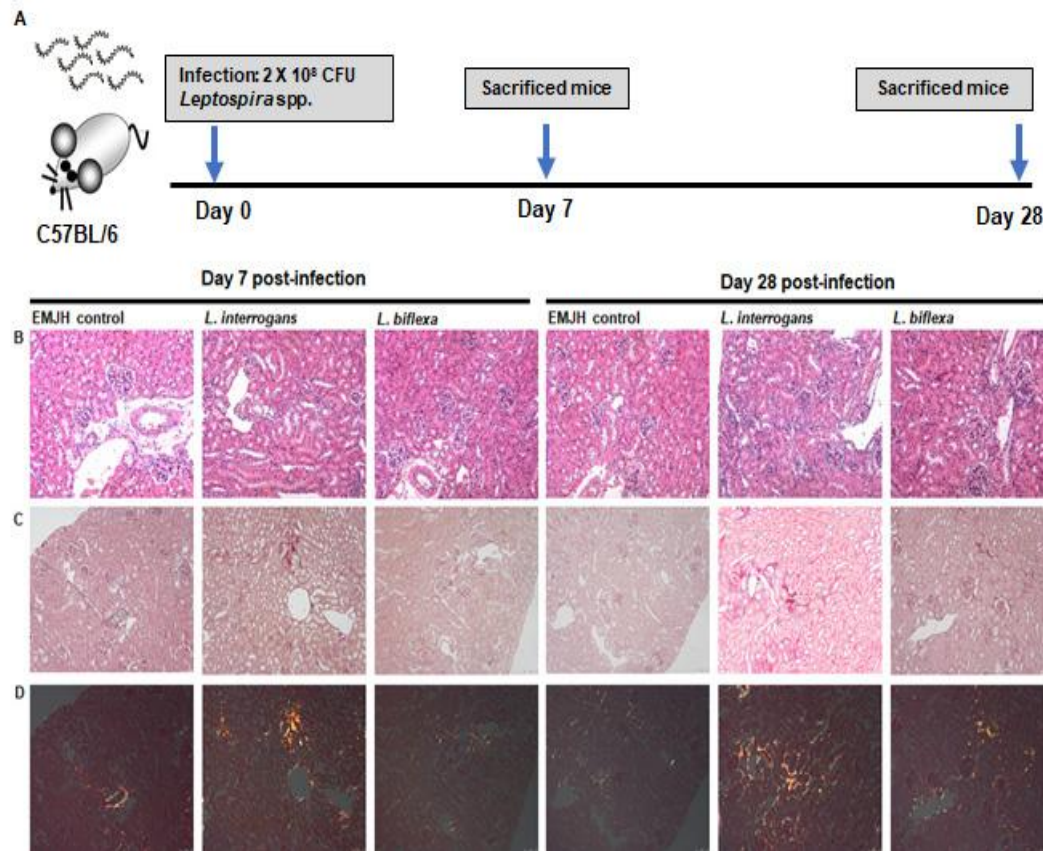 A
Infection: 2 X 10⁸ CFU
Leptospira spp.
Sacrificed mice
Sacrificed mice
Day 0
Day 7
Day 28
C57BL/6
Day 7 post-infection
Day 28 post-infection
EMJH control
L. interrogans
L. biflexa
EMJH control
L. interrogans
L. biflexa
B
C
D